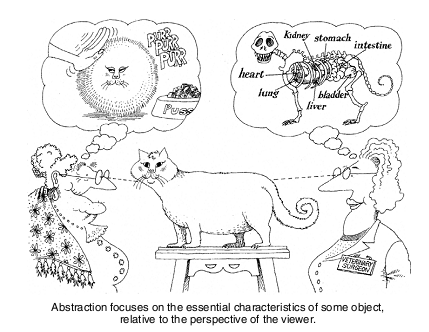 PURR
PURR
PURR
PUSS
kidney
stomach
intestine
heart
lung
bladder
liver
VETERINARY
SURGEON
Abstraction focuses on the essential characteristics of some object,
relative to the perspective of the viewer.